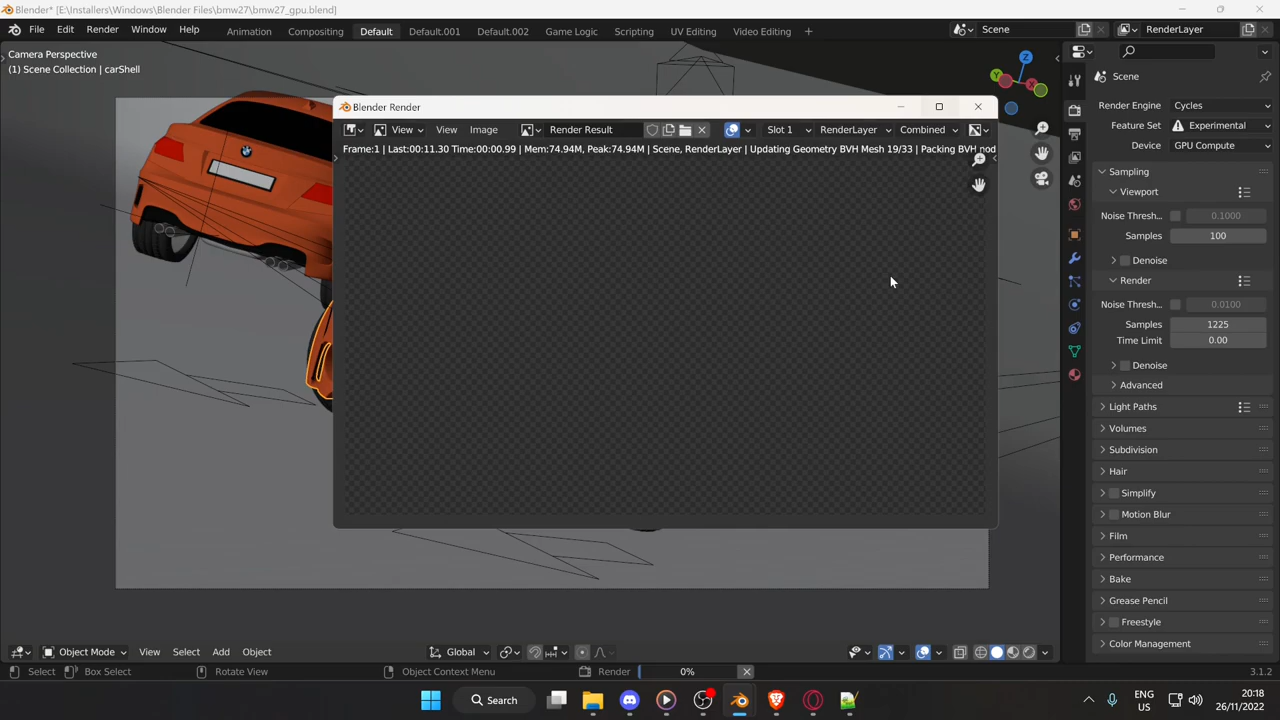 Blender* [E:\Installers\Windows\Blender Files\bmw27\bmw27_gpu.blend]
File Edit Render Window Help Animation Compositing Default Default.001 Default.002 Game Logic Scripting UV Editing Video Editing + Scene RenderLayer
Camera Perspective
(1) Scene Collection | carShell
Z
Y
X
Blender Render
View View Image Render Result Slot 1 RenderLayer Combined
Frame:1 | Last:00:11.30 Time:00:00.99 | Mem:74.94M, Peak:74.94M | Scene, RenderLayer | Updating Geometry BVH Mesh 19/33 | Packing BVH nod
Scene
Render Engine Cycles
Feature Set Experimental
Device GPU Compute
Sampling
Viewport
Noise Thresh... 0.1000
Samples 100
Denoise
Render
Noise Thresh... 0.0100
Samples 1225
Time Limit 0.00
Denoise
Advanced
Light Paths
Volumes
Subdivision
Hair
Simplify
Motion Blur
Film
Performance
Bake
Grease Pencil
Freestyle
Color Management
Object Mode View Select Add Object Global
Select Box Select Rotate View Object Context Menu Render 0% 3.1.2
Search
ENG
US
20:18
26/11/2022